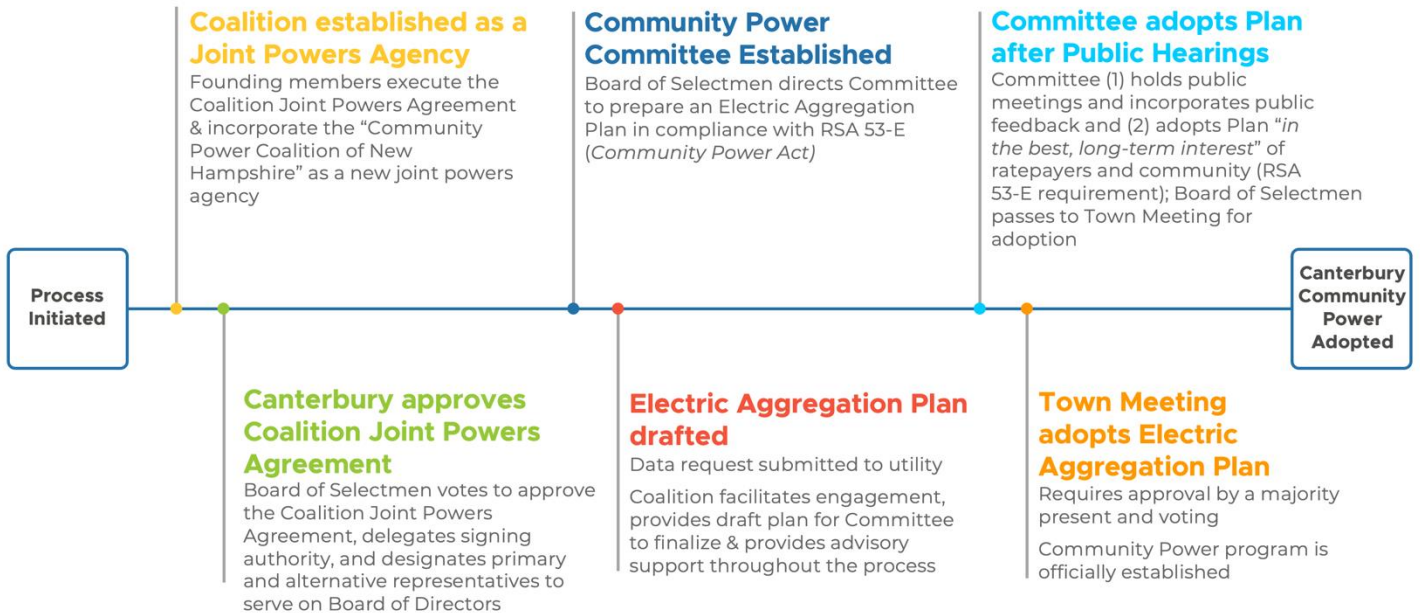 Coalition established as a
Joint Powers Agency
Founding members execute the
Coalition Joint Powers Agreement
& incorporate the “Community
Power Coalition of New
Hampshire” as a new joint powers
agency
Community Power
Committee Established
Board of Selectmen directs Committee
to prepare an Electric Aggregation
Plan in compliance with RSA 53-E
(Community Power Act)
Committee adopts Plan
after Public Hearings
Committee (1) holds public
meetings and incorporates public
feedback and (2) adopts Plan “in
the best, long-term interest” of
ratepayers and community (RSA
53-E requirement); Board of Selectmen
passes to Town Meeting for
adoption
Process
Initiated
Canterbury
Community
Power
Adopted
Canterbury approves
Coalition Joint Powers
Agreement
Board of Selectmen votes to approve
the Coalition Joint Powers
Agreement, delegates signing
authority, and designates primary
and alternative representatives to
serve on Board of Directors
Electric Aggregation Plan
drafted
Data request submitted to utility
Coalition facilitates engagement,
provides draft plan for Committee
to finalize & provides advisory
support throughout the process
Town Meeting
adopts Electric
Aggregation Plan
Requires approval by a majority
present and voting
Community Power program is
officially established